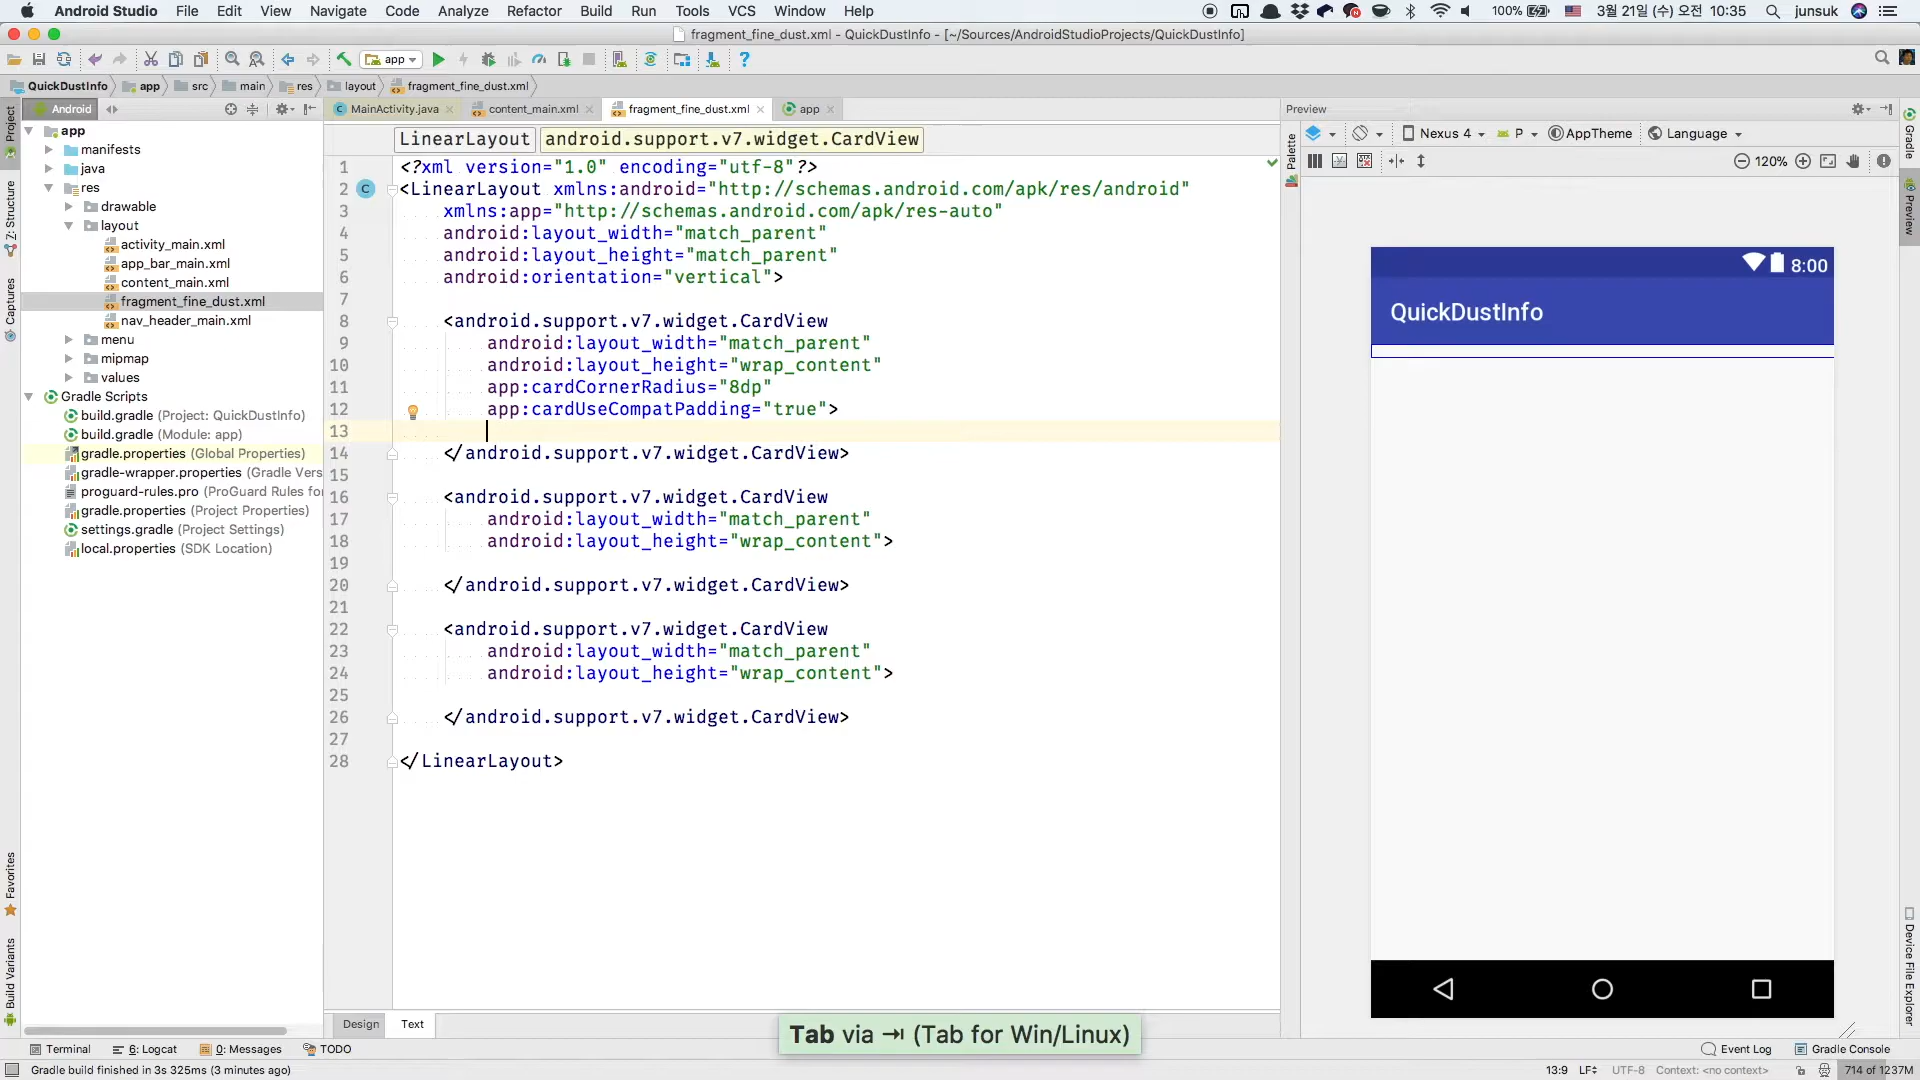 Android Studio File Edit View Navigate Code Analyze Refactor Build Run Tools VCS Window Help 100% 3월 21일 (수) 오전 10:35 junsuk
fragment_fine_dust.xml - QuickDustInfo - [~/Sources/AndroidStudioProjects/QuickDustInfo]
app
QuickDustInfo app src main res layout fragment_fine_dust.xml
Android MainActivity.java content_main.xml fragment_fine_dust.xml app Preview
LinearLayout android.support.v7.widget.CardView
Nexus 4 P AppTheme Language
120%
Project
Z: Structure
Captures
Favorites
Build Variants
app
manifests
java
res
drawable
layout
activity_main.xml
app_bar_main.xml
content_main.xml
fragment_fine_dust.xml
nav_header_main.xml
menu
mipmap
values
Gradle Scripts
build.gradle (Project: QuickDustInfo)
build.gradle (Module: app)
gradle.properties (Global Properties)
gradle-wrapper.properties (Gradle Vers
proguard-rules.pro (ProGuard Rules fo
gradle.properties (Project Properties)
settings.gradle (Project Settings)
local.properties (SDK Location)
1 <?xml version="1.0" encoding="utf-8"?>
2 C <LinearLayout xmlns:android="http://schemas.android.com/apk/res/android"
3 xmlns:app="http://schemas.android.com/apk/res-auto"
4 android:layout_width="match_parent"
5 android:layout_height="match_parent"
6 android:orientation="vertical">
7
8 <android.support.v7.widget.CardView
9 android:layout_width="match_parent"
10 android:layout_height="wrap_content"
11 app:cardCornerRadius="8dp"
12 app:cardUseCompatPadding="true">
13
14 </android.support.v7.widget.CardView>
15
16 <android.support.v7.widget.CardView
17 android:layout_width="match_parent"
18 android:layout_height="wrap_content">
19
20 </android.support.v7.widget.CardView>
21
22 <android.support.v7.widget.CardView
23 android:layout_width="match_parent"
24 android:layout_height="wrap_content">
25
26 </android.support.v7.widget.CardView>
27
28 </LinearLayout>
Palette
8:00
QuickDustInfo
Gradle
Preview
Device File Explorer
Design Text
Tab via ⇥ (Tab for Win/Linux)
Terminal 6: Logcat 0: Messages TODO Event Log Gradle Console
Gradle build finished in 3s 325ms (3 minutes ago) 13:9 LF UTF-8 Context: <no context> 714 of 1237M